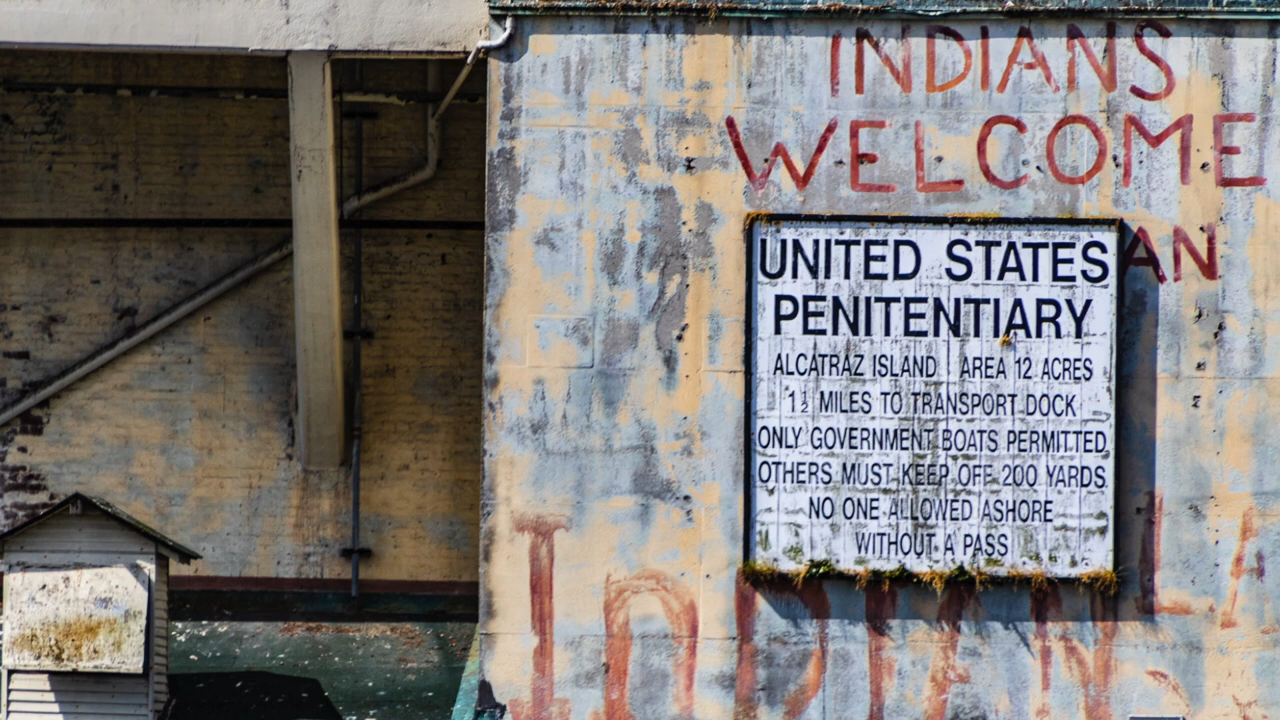 INDIANS
WELCOME
AN
UNITED STATES
PENITENTIARY
ALCATRAZ ISLAND AREA 12 ACRES
1½ MILES TO TRANSPORT DOCK
ONLY GOVERNMENT BOATS PERMITTED
OTHERS MUST KEEP OFF 200 YARDS
NO ONE ALLOWED ASHORE
WITHOUT A PASS